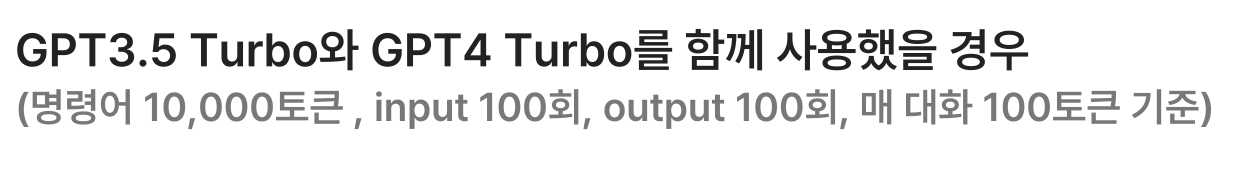 GPT3.5 Turbo와 GPT4 Turbo를 함께 사용했을 경우
(명령어 10,000토큰 , input 100회, output 100회, 매 대화 100토큰 기준)